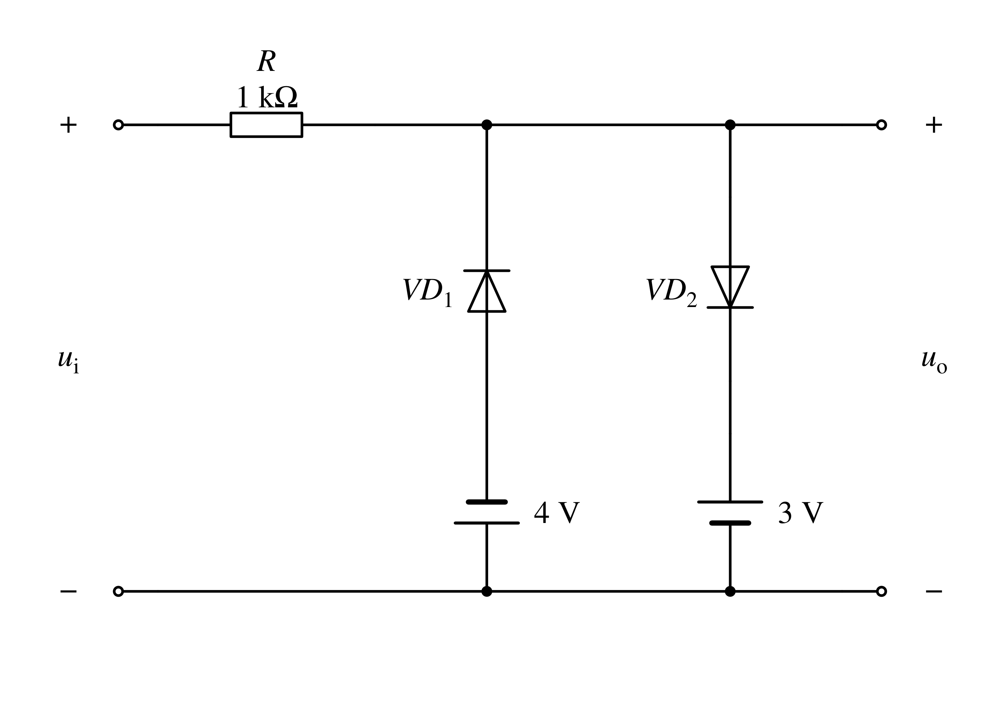 R
1 kΩ
+ +
VD₁ VD₂
uᵢ uₒ
4 V 3 V
− −